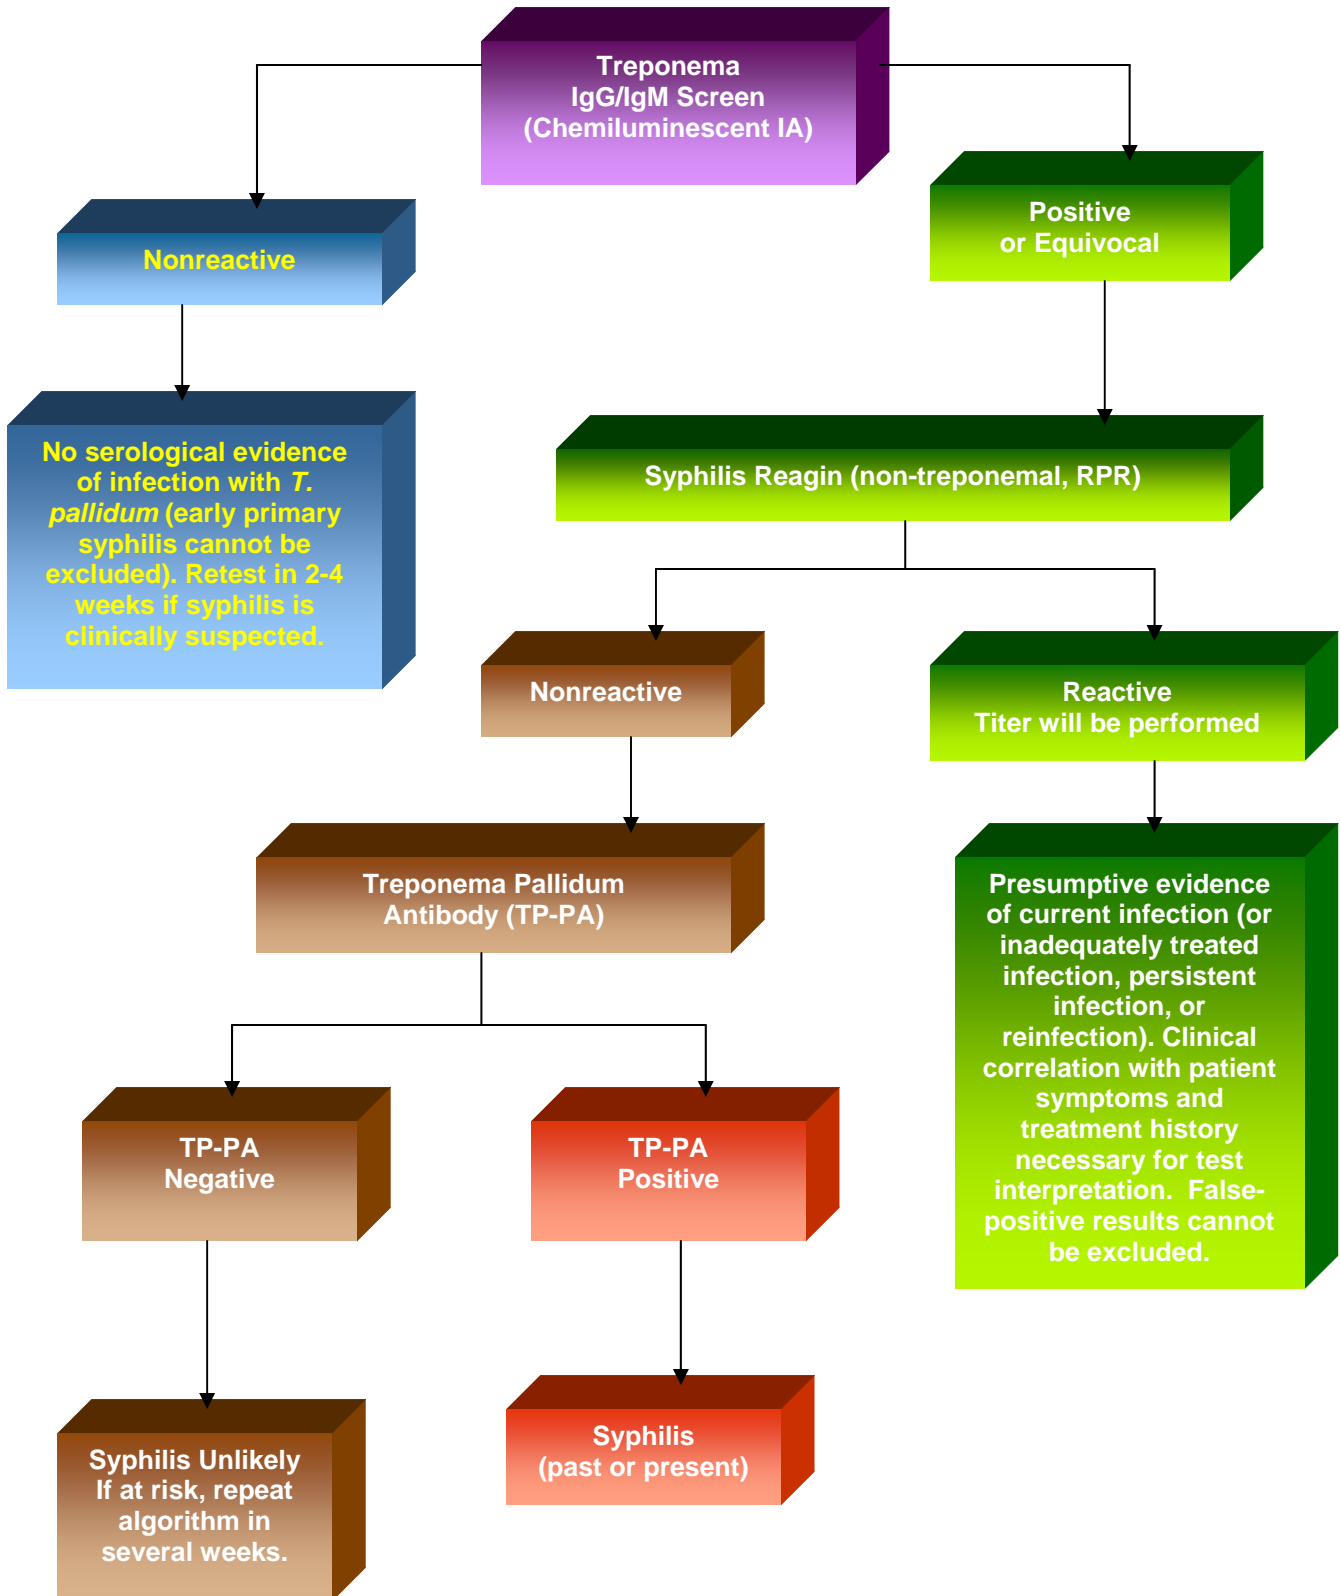 Treponema
IgG/IgM Screen
(Chemiluminescent IA)
Nonreactive
Positive
or Equivocal
No serological evidence
of infection with T.
pallidum (early primary
syphilis cannot be
excluded). Retest in 2-4
weeks if syphilis is
clinically suspected.
Syphilis Reagin (non-treponemal, RPR)
Nonreactive
Reactive
Titer will be performed
Treponema Pallidum
Antibody (TP-PA)
Presumptive evidence
of current infection (or
inadequately treated
infection, persistent
infection, or
reinfection). Clinical
correlation with patient
symptoms and
treatment history
necessary for test
interpretation.  False-
positive results cannot
be excluded.
TP-PA
Negative
TP-PA
Positive
Syphilis Unlikely
If at risk, repeat
algorithm in
several weeks.
Syphilis
(past or present)